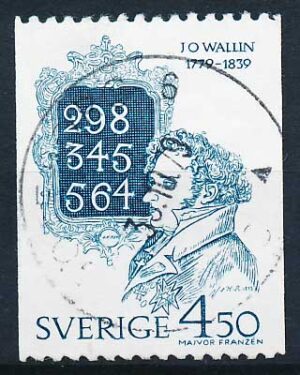 J O WALLIN
1779-1839
298
345
564
SVERIGE 4.50
MAJVOR FRANZÉN